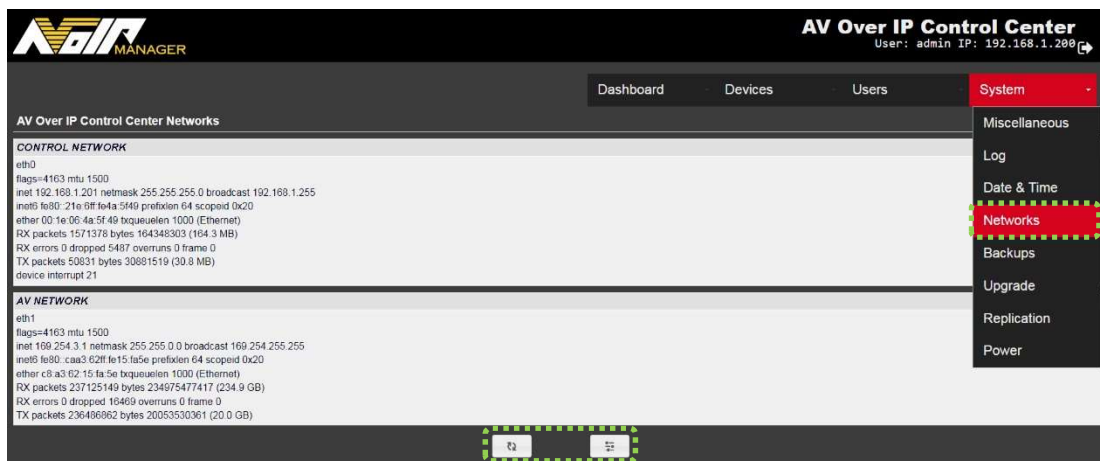 NVoIP MANAGER
AV Over IP Control Center
User: admin IP: 192.168.1.200
Dashboard
Devices
Users
System
AV Over IP Control Center Networks
Miscellaneous
Log
Date & Time
Networks
Backups
Upgrade
Replication
Power
CONTROL NETWORK
eth0
flags=4163 mtu 1500
inet 192.168.1.201 netmask 255.255.255.0 broadcast 192.168.1.255
inet6 fe80::21e:6ff:fe4a:5f49 prefixlen 64 scopeid 0x20
ether 00:1e:06:4a:5f:49 txqueuelen 1000 (Ethernet)
RX packets 1571378 bytes 164348303 (164.3 MB)
RX errors 0 dropped 5487 overruns 0 frame 0
TX packets 50831 bytes 30881519 (30.8 MB)
device interrupt 21
AV NETWORK
eth1
flags=4163 mtu 1500
inet 169.254.3.1 netmask 255.255.0.0 broadcast 169.254.255.255
inet6 fe80::caa3:62ff:fe15:fa5e prefixlen 64 scopeid 0x20
ether c8:a3:62:15:fa:5e txqueuelen 1000 (Ethernet)
RX packets 237125149 bytes 234975477417 (234.9 GB)
RX errors 0 dropped 16469 overruns 0 frame 0
TX packets 236486862 bytes 20053530361 (20.0 GB)